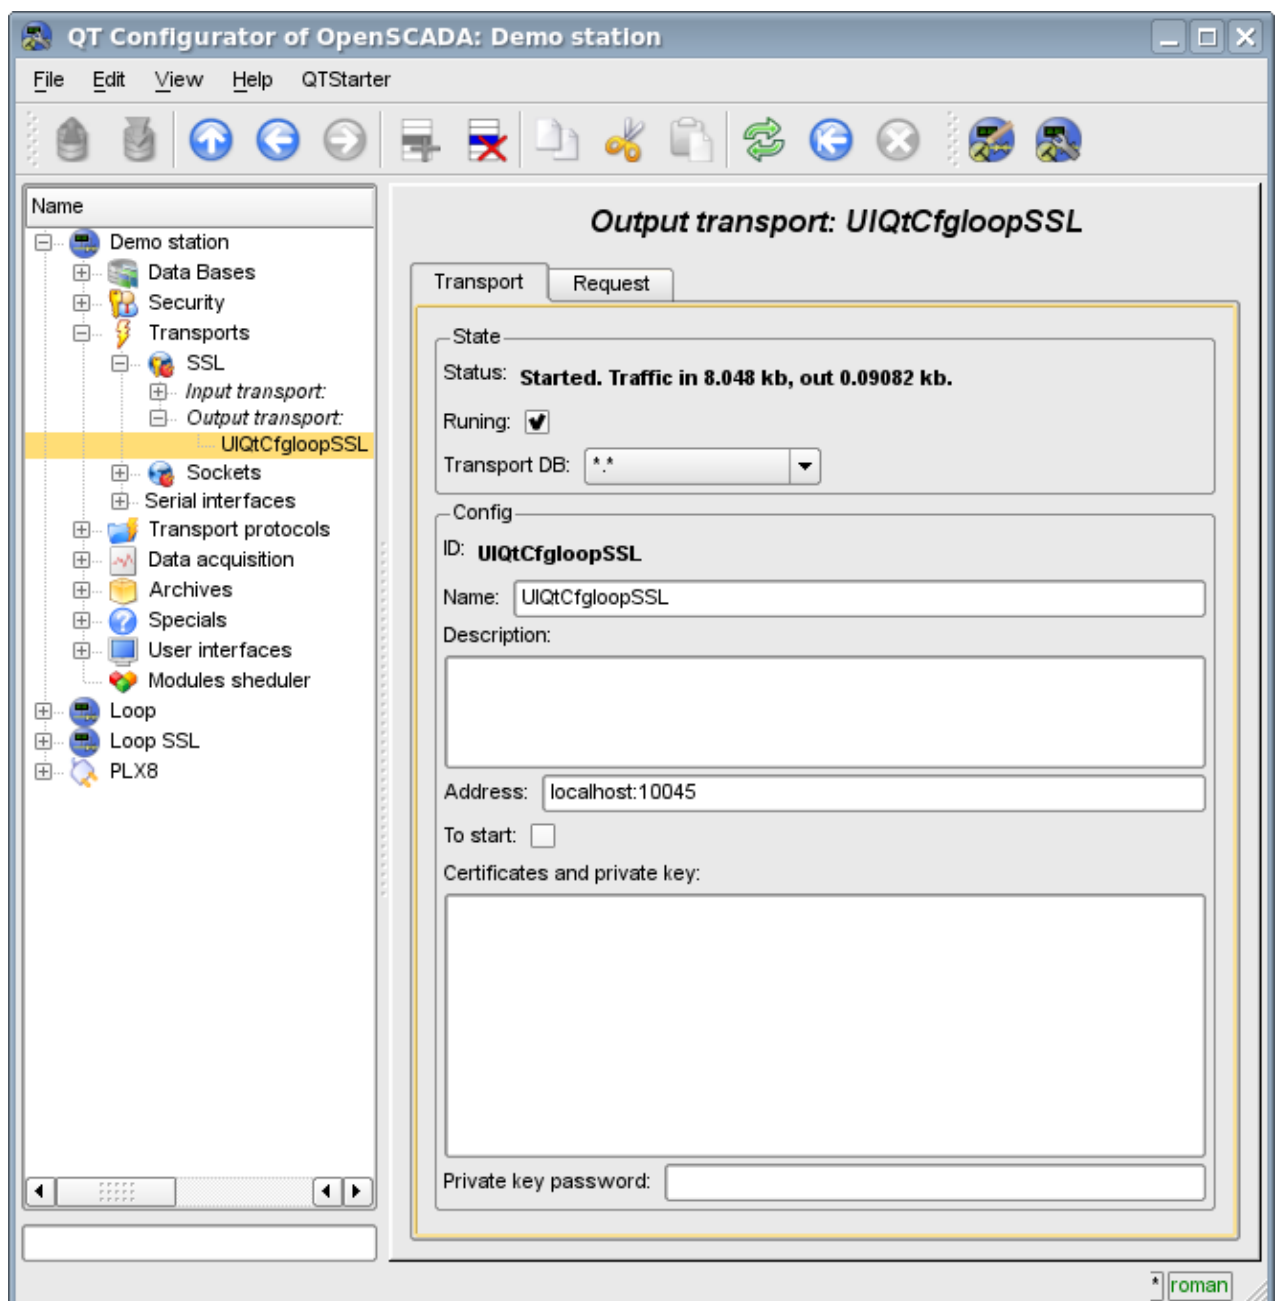 QT Configurator of OpenSCADA: Demo station
File Edit View Help QTStarter
Name
Demo station
Data Bases
Security
Transports
SSL
Input transport:
Output transport:
UIQtCfgloopSSL
Sockets
Serial interfaces
Transport protocols
Data acquisition
Archives
Specials
User interfaces
Modules sheduler
Loop
Loop SSL
PLX8
Output transport: UIQtCfgloopSSL
Transport Request
State
Status: Started. Traffic in 8.048 kb, out 0.09082 kb.
Runing:
Transport DB: *.*
Config
ID: UIQtCfgloopSSL
Name: UIQtCfgloopSSL
Description:
Address: localhost:10045
To start:
Certificates and private key:
Private key password:
* roman